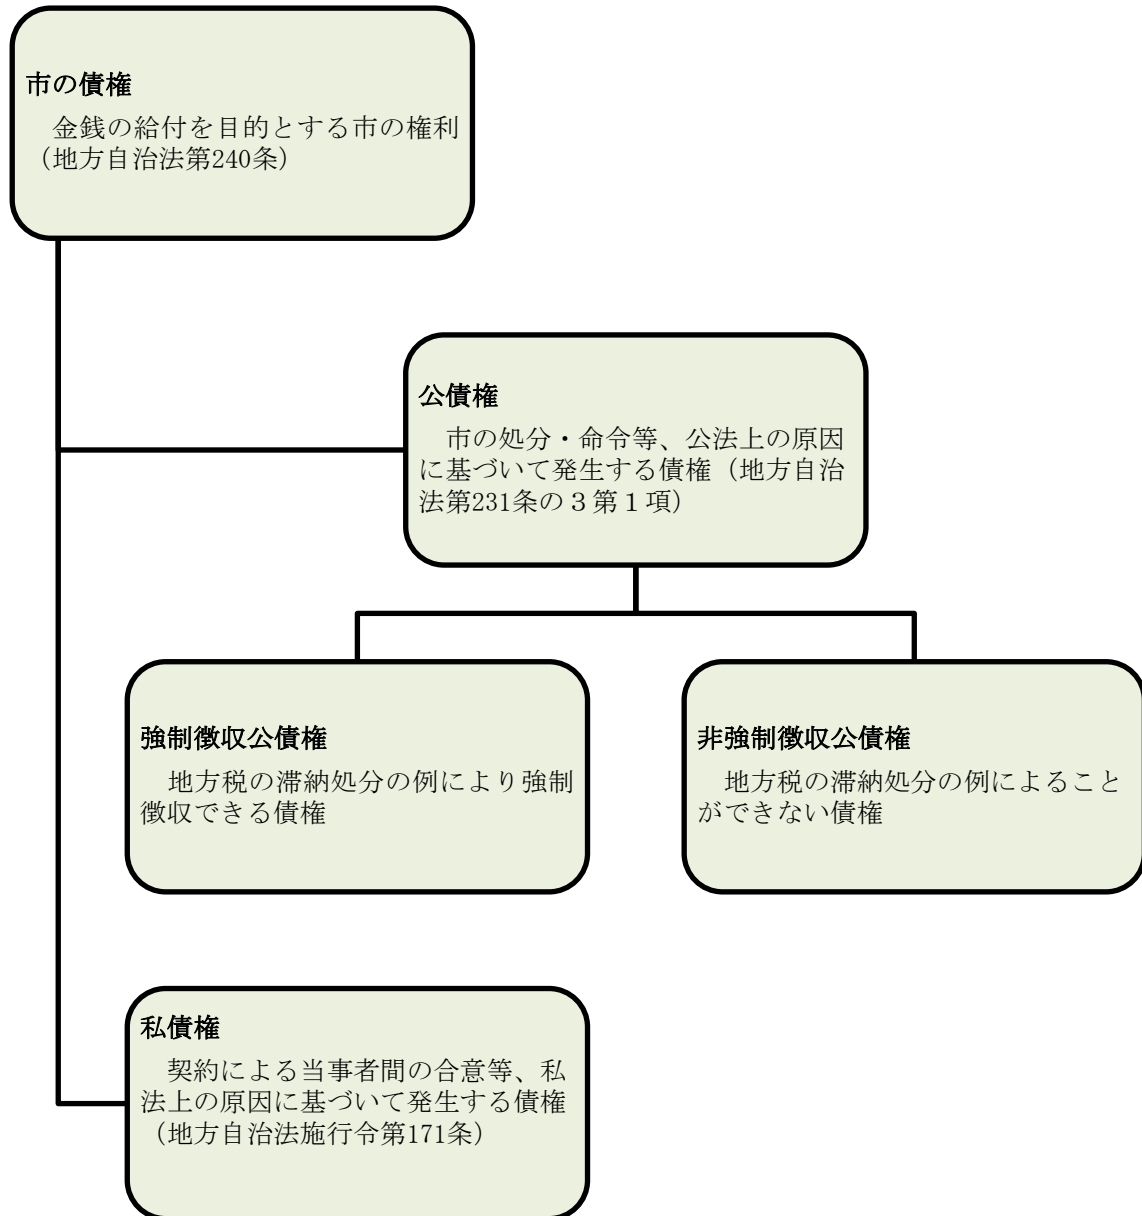 市の債権
金銭の給付を目的とする市の権利
（地方自治法第240条）
公債権
市の処分・命令等、公法上の原因
に基づいて発生する債権（地方自治
法第231条の３第１項）
強制徴収公債権
地方税の滞納処分の例により強制
徴収できる債権
非強制徴収公債権
地方税の滞納処分の例によること
ができない債権
私債権
契約による当事者間の合意等、私
法上の原因に基づいて発生する債権
（地方自治法施行令第171条）